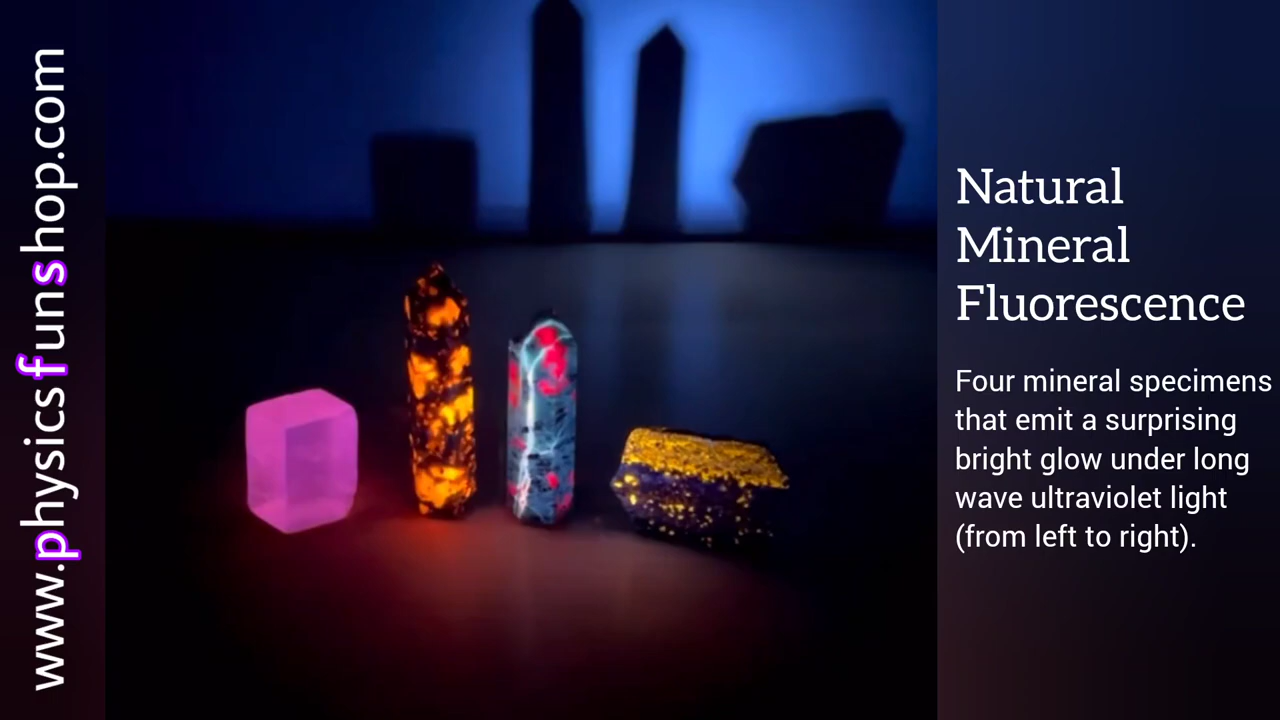 www.physicsfunshop.com
Natural
Mineral
Fluorescence
Four mineral specimens
that emit a surprising
bright glow under long
wave ultraviolet light
(from left to right).